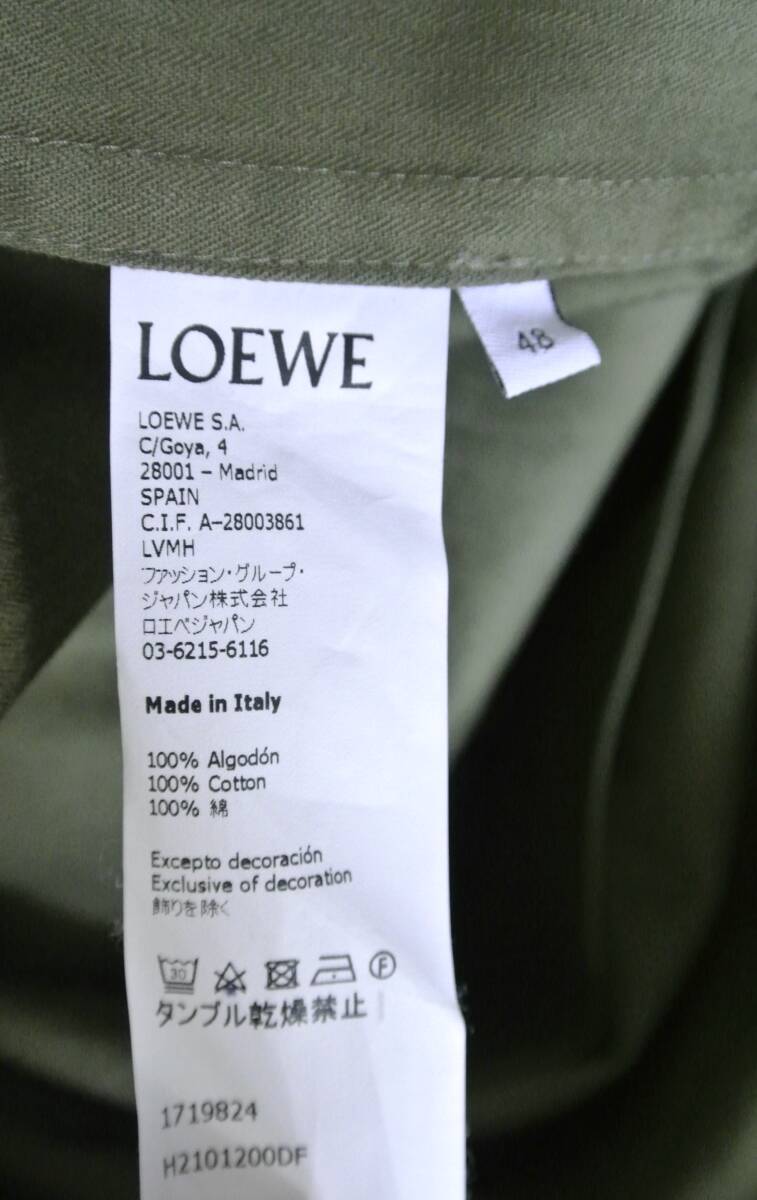 LOEWE
48
LOEWE S.A.
C/Goya, 4
28001 – Madrid
SPAIN
C.I.F. A-28003861
LVMH
ファッション・グループ・
ジャパン株式会社
ロエベジャパン
03-6215-6116
Made in Italy
100% Algodón
100% Cotton
100% 綿
Excepto decoración
Exclusive of decoration
飾りを除く
30
F
タンブル乾燥禁止
1719824
H2101200DF